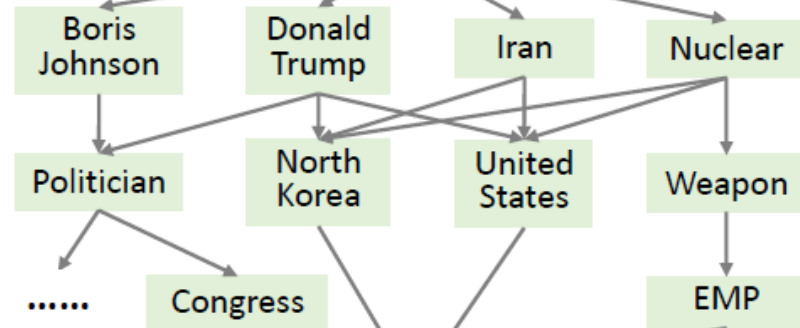 Boris
Johnson
Donald
Trump
Iran
Nuclear
Politician
North
Korea
United
States
Weapon
......
Congress
EMP